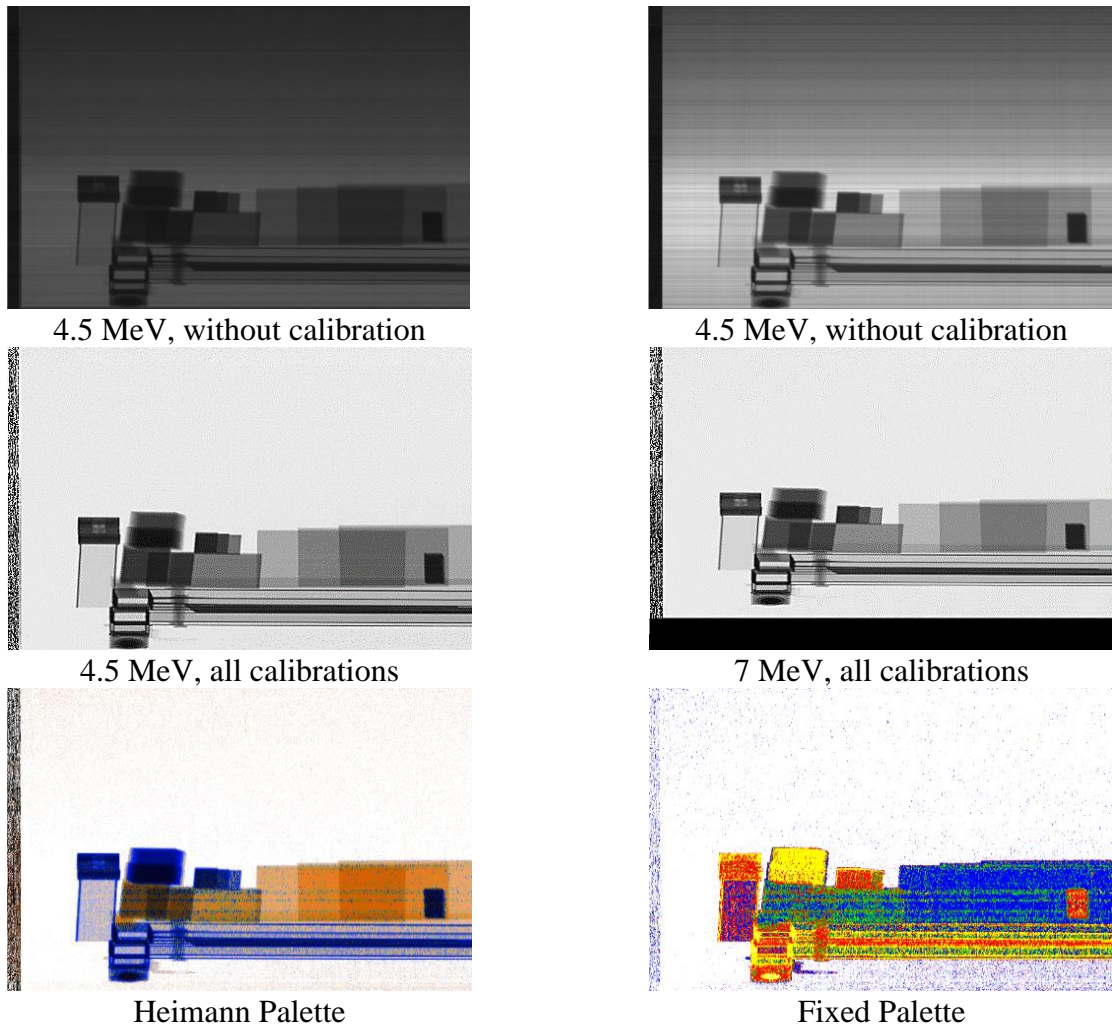 4.5 MeV, without calibration
4.5 MeV, without calibration
4.5 MeV, all calibrations
7 MeV, all calibrations
Heimann Palette
Fixed Palette